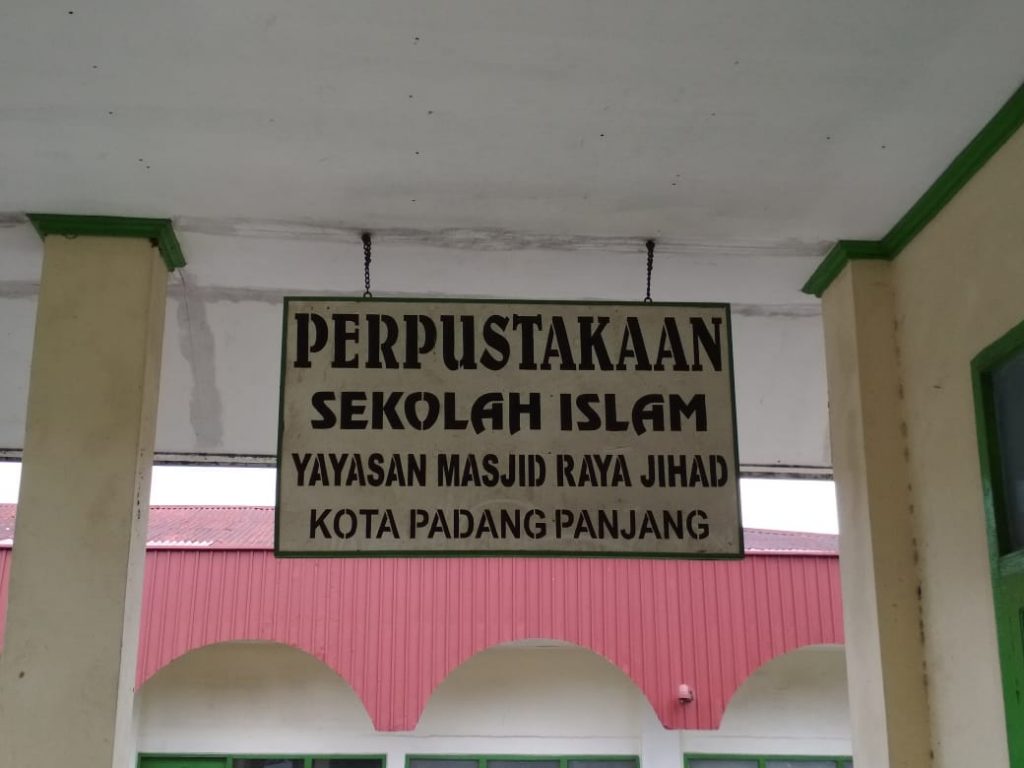 PERPUSTAKAAN
SEKOLAH ISLAM
YAYASAN MASJID RAYA JIHAD
KOTA PADANG PANJANG